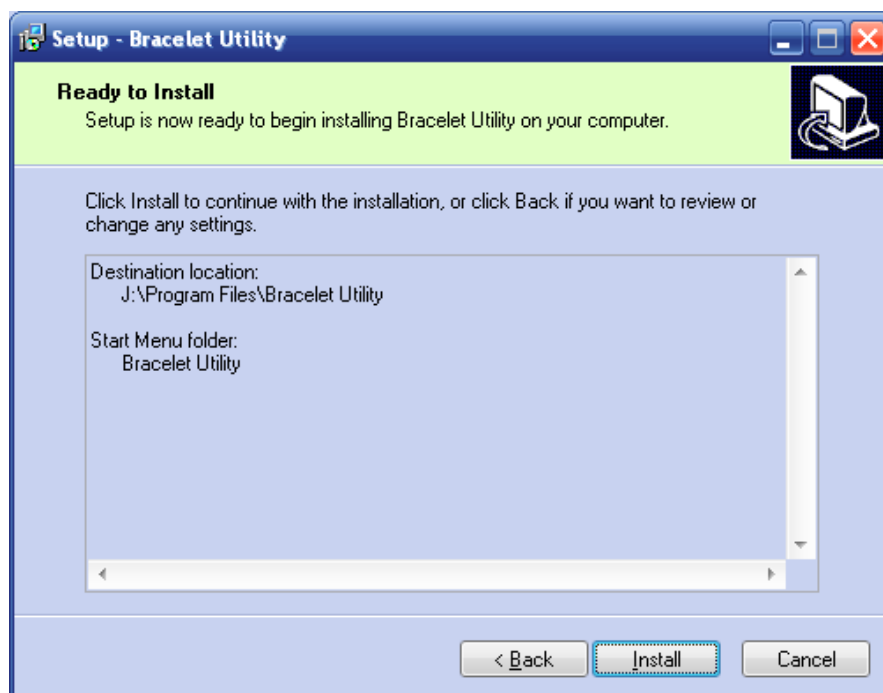 Setup - Bracelet Utility
Ready to Install
Setup is now ready to begin installing Bracelet Utility on your computer.
Click Install to continue with the installation, or click Back if you want to review or
change any settings.
Destination location:
J:\Program Files\Bracelet Utility
Start Menu folder:
Bracelet Utility
< Back
Install
Cancel